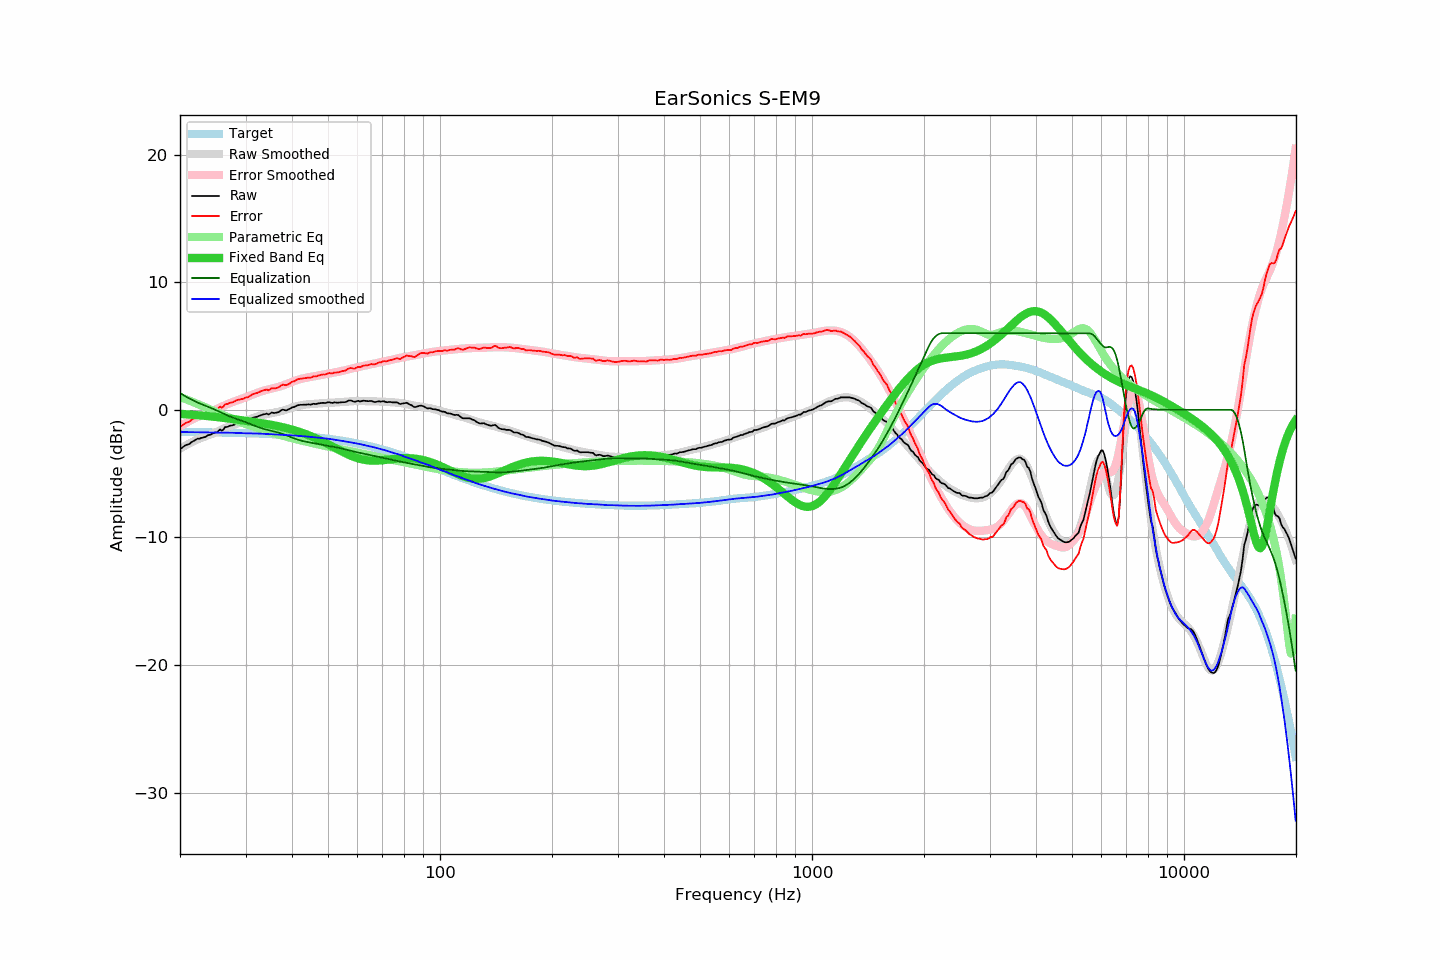 EarSonics S-EM9
Target
Raw Smoothed
Error Smoothed
Raw
Error
Parametric Eq
Fixed Band Eq
Equalization
Equalized smoothed
20
10
0
−10
−20
−30
Amplitude (dBr)
100
1000
10000
Frequency (Hz)